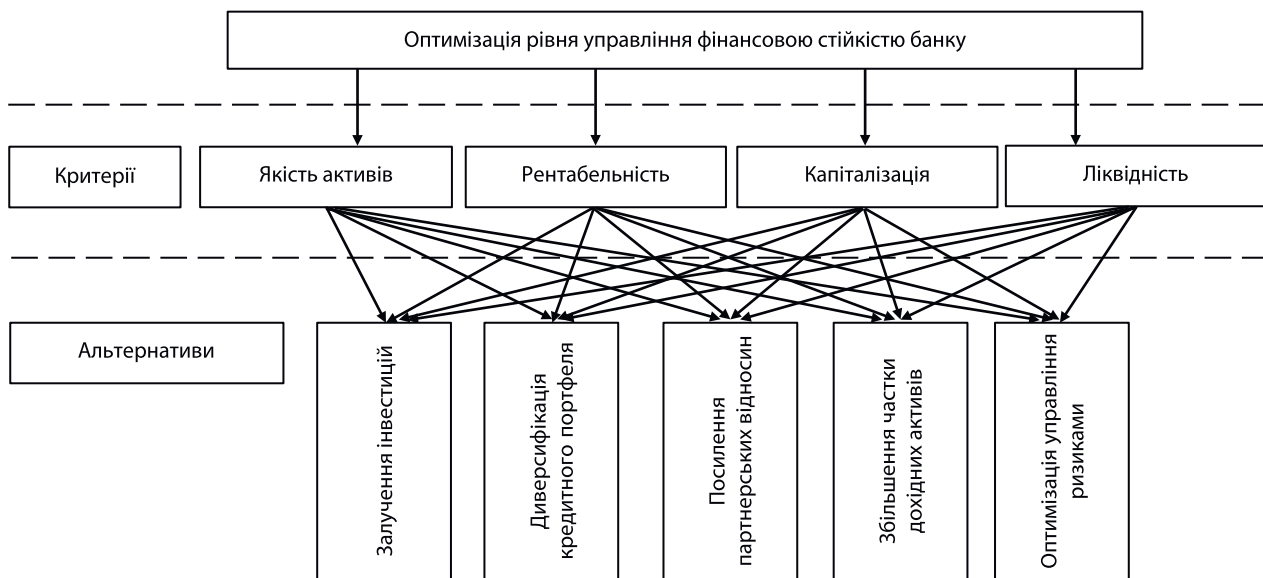 Оптимізація рівня управління фінансовою стійкістю банку
Критерії
Якість активів
Рентабельність
Капіталізація
Ліквідність
Альтернативи
Залучення інвестицій
Диверсифікація
кредитного портфеля
Посилення
партнерських відносин
Збільшення частки
дохідних активів
Оптимізація управління
ризиками